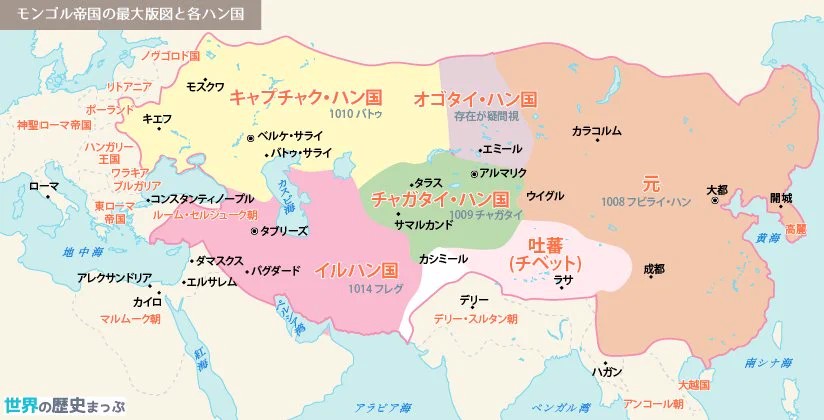 モンゴル帝国の最大版図と各ハン国
ノヴゴロド国
モスクワ
リトアニア
ポーランド
神聖ローマ帝国
キエフ
ハンガリー
王国
ワラキア
ブルガリア
ローマ
コンスタンティノープル
東ローマ
帝国
ルーム・セルジューク朝
キャプチャク・ハン国
1010 バトゥ
ベルケ・サライ
バトゥ・サライ
カスピ海
オゴタイ・ハン国
存在が疑問視
エミール
アルマリク
タラス
チャガタイ・ハン国
1009 チャガタイ
サマルカンド
ウイグル
カラコルム
元
1008 フビライ・ハン
大都
開城
高麗
黄海
地中海
タブリーズ
ダマスクス
バグダード
イルハン国
1014 フレグ
アレクサンドリア
エルサレム
カイロ
マルムーク朝
ペルシア湾
紅海
カシミール
吐蕃
(チベット)
ラサ
成都
デリー
デリー・スルタン朝
ハガン
大越国
アンコール朝
南シナ海
アラビア海
ベンガル湾
世界の歴史まっぷ